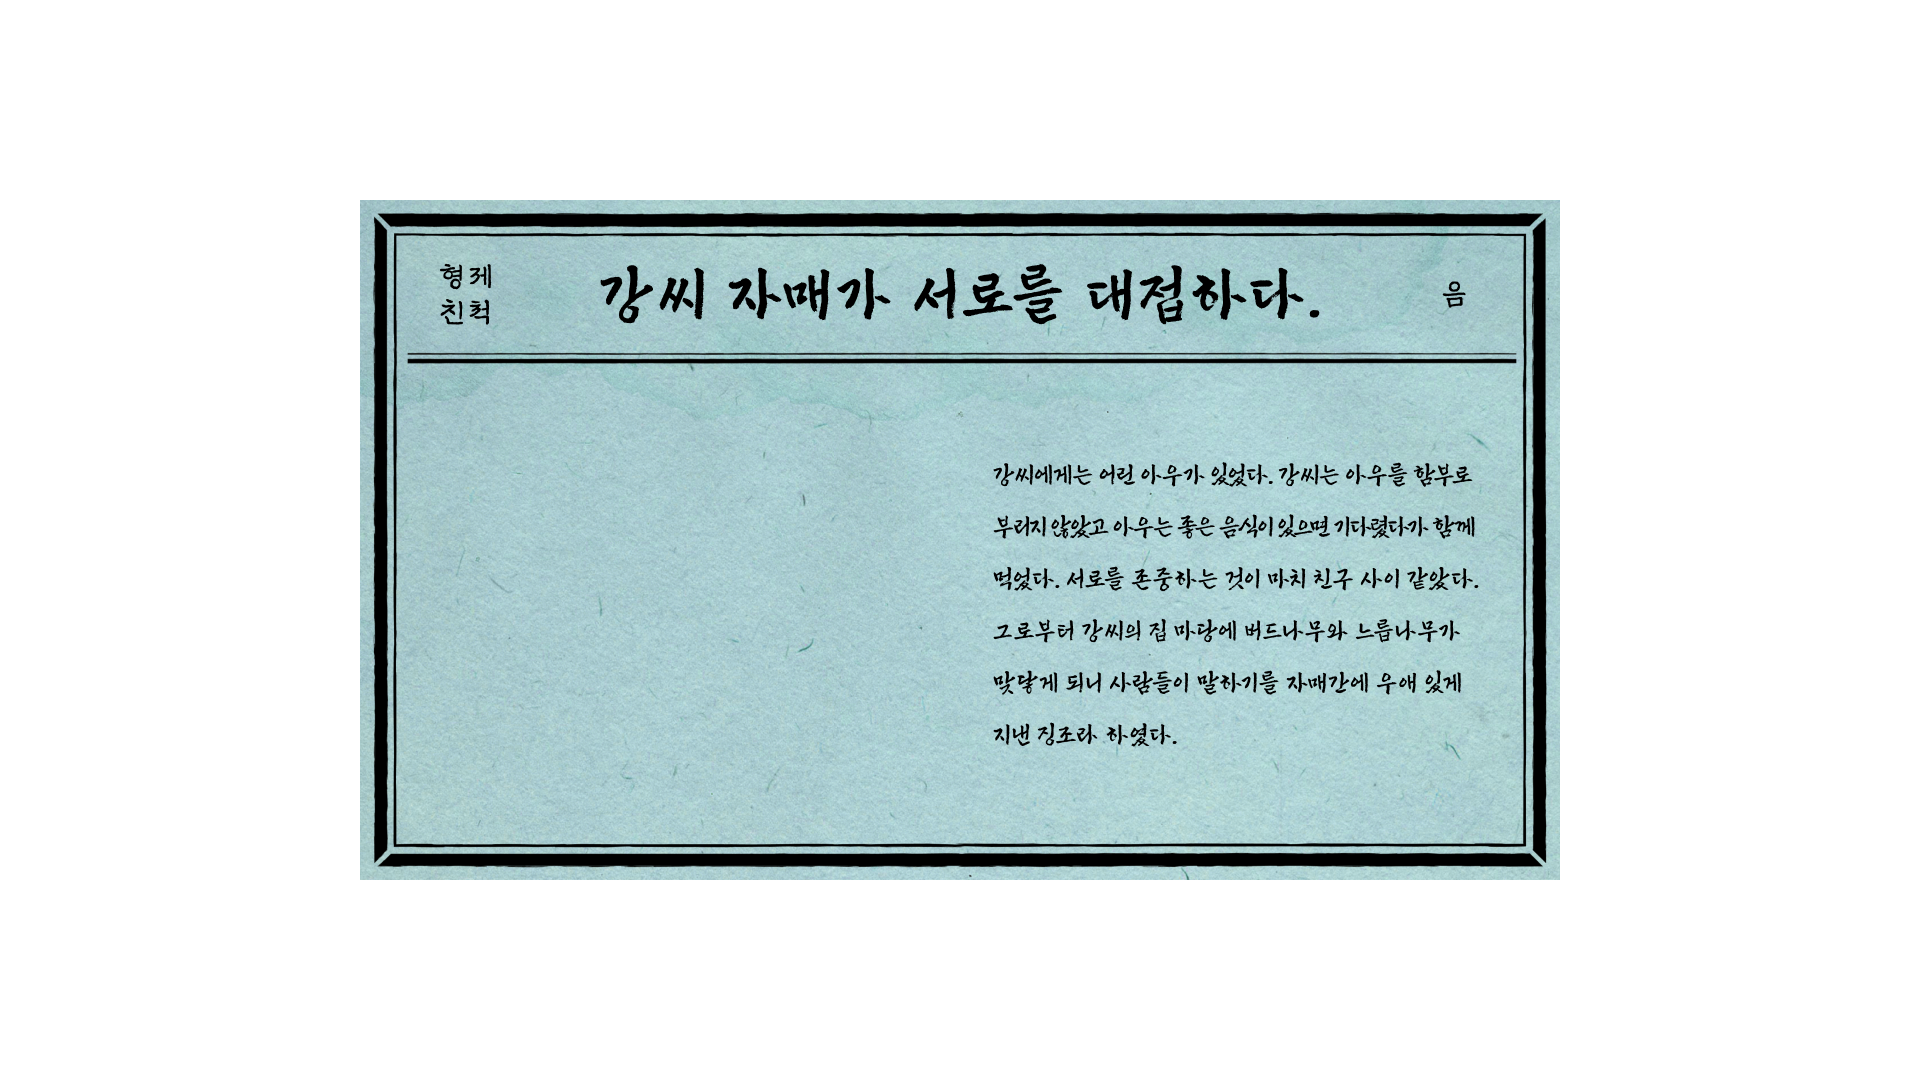 형제
친척
강씨 자매가 서로를 대접하다.
음
강씨에게는 어린 아우가 있었다. 강씨는 아우를 함부로
부리지 않았고 아우는 좋은 음식이 있으면 기다렸다가 함께
먹었다. 서로를 존중하는 것이 마치 친구 사이 같았다.
그로부터 강씨의 집 마당에 버드나무와 느릅나무가
맞닿게 되니 사람들이 말하기를 자매간에 우애 있게
지낸 징조라 하였다.